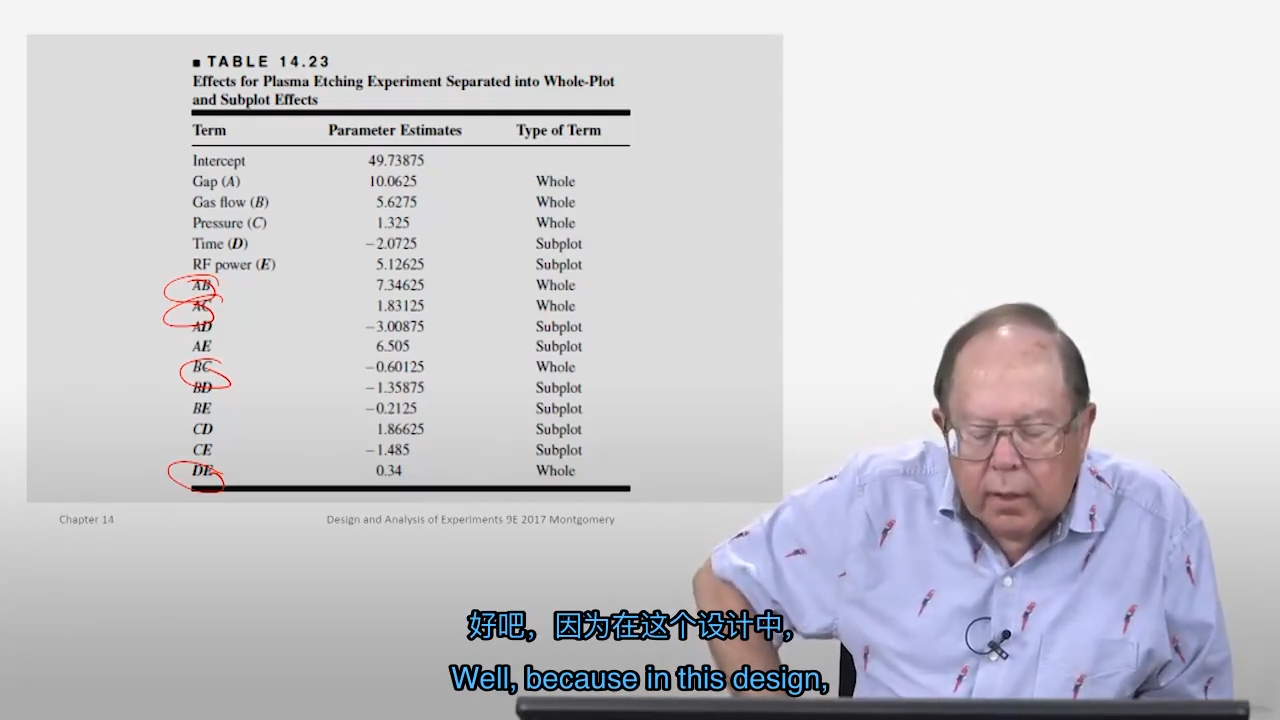 ■ TABLE 14.23
Effects for Plasma Etching Experiment Separated into Whole-Plot
and Subplot Effects
Term Parameter Estimates Type of Term
Intercept 49.73875
Gap (A) 10.0625 Whole
Gas flow (B) 5.6275 Whole
Pressure (C) 1.325 Whole
Time (D) −2.0725 Subplot
RF power (E) 5.12625 Subplot
AB 7.34625 Whole
AC 1.83125 Whole
AD −3.00875 Subplot
AE 6.505 Subplot
BC −0.60125 Whole
BD −1.35875 Subplot
BE −0.2125 Subplot
CD 1.86625 Subplot
CE −1.485 Subplot
DE 0.34 Whole
Chapter 14 Design and Analysis of Experiments 9E 2017 Montgomery
好吧，因为在这个设计中，
Well, because in this design,